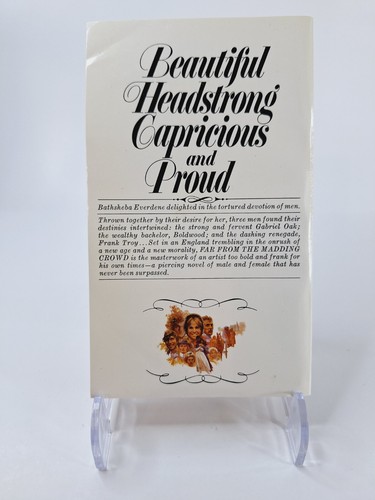 Beautiful
Headstrong
Capricious
and
Proud
Bathsheba Everdene delighted in the tortured devotion of men.
Thrown together by their desire for her, three men found their
destinies intertwined: the strong and fervent Gabriel Oak;
the wealthy bachelor, Boldwood; and the dashing renegade,
Frank Troy...Set in an England trembling in the onrush of
a new age and a new morality, FAR FROM THE MADDING
CROWD is the masterwork of an artist too bold and frank for
his own times—a piercing novel of male and female that has
never been surpassed.